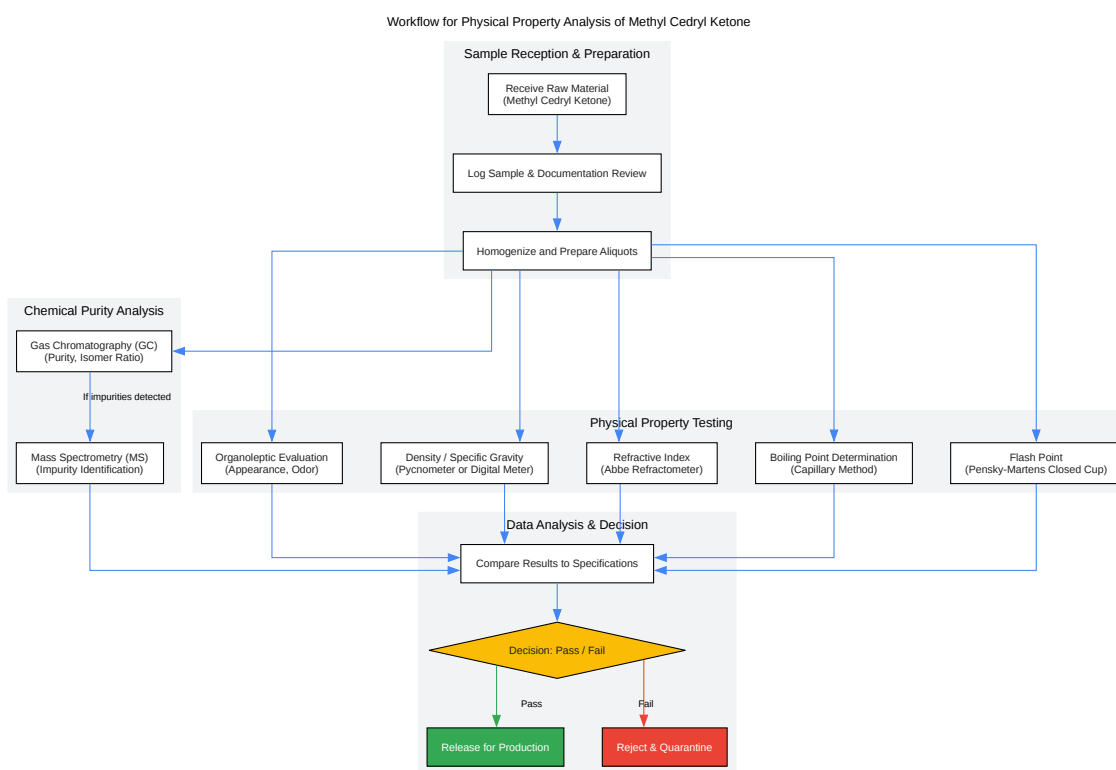 Workflow for Physical Property Analysis of Methyl Cedryl Ketone
Sample Reception & Preparation
Receive Raw Material
(Methyl Cedryl Ketone)
Log Sample & Documentation Review
Homogenize and Prepare Aliquots
Chemical Purity Analysis
Gas Chromatography (GC)
(Purity, Isomer Ratio)
If impurities detected
Mass Spectrometry (MS)
(Impurity Identification)
Physical Property Testing
Organoleptic Evaluation
(Appearance, Odor)
Density / Specific Gravity
(Pycnometer or Digital Meter)
Refractive Index
(Abbe Refractometer)
Boiling Point Determination
(Capillary Method)
Flash Point
(Pensky-Martens Closed Cup)
Data Analysis & Decision
Compare Results to Specifications
Decision: Pass / Fail
Pass
Fail
Release for Production
Reject & Quarantine